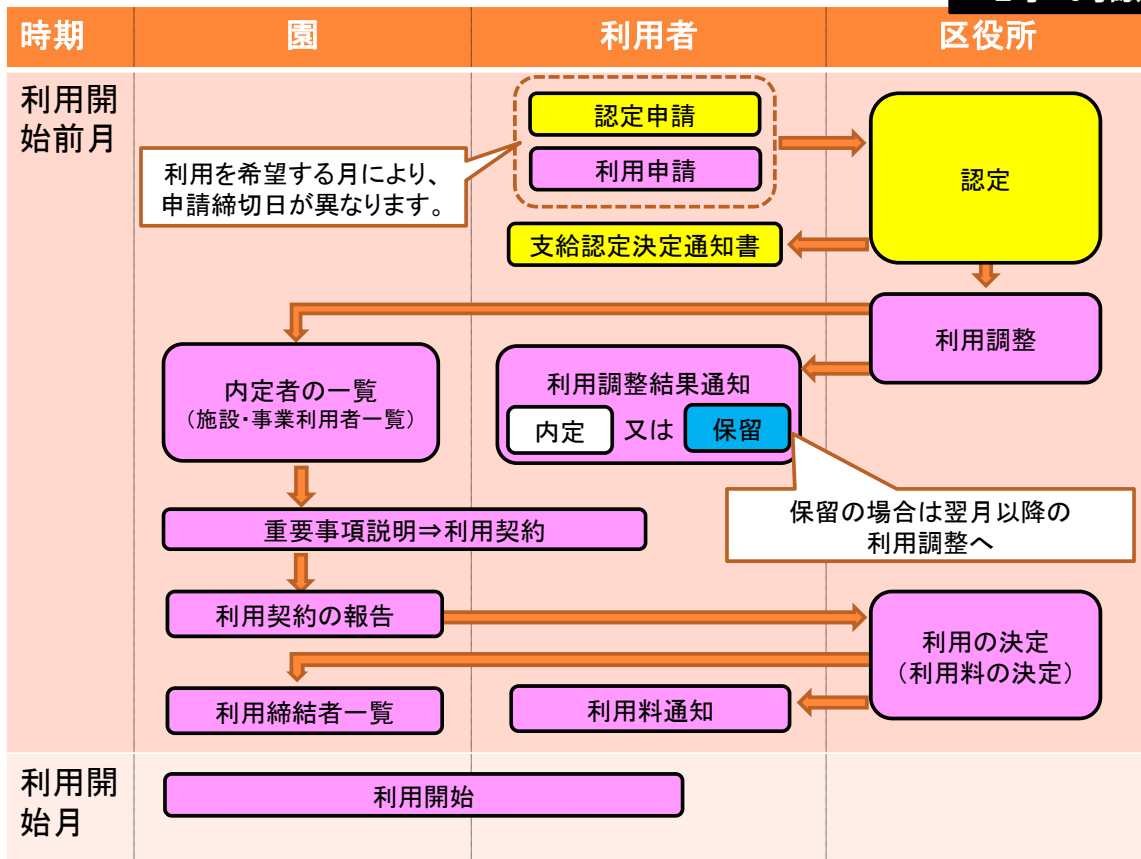 時期
園
利用者
区役所
利用開
始前月
認定申請
利用申請
認定
利用を希望する月により、
申請締切日が異なります。
支給認定決定通知書
利用調整
内定者の一覧
（施設・事業利用者一覧）
利用調整結果通知
内定 又は 保留
保留の場合は翌月以降の
利用調整へ
重要事項説明⇒利用契約
利用契約の報告
利用の決定
（利用料の決定）
利用締結者一覧
利用料通知
利用開
始月
利用開始